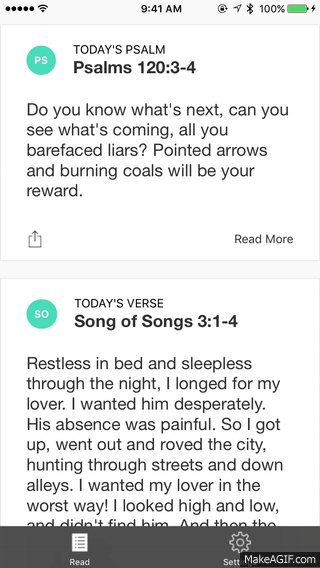 9:41 AM
100%
PS
TODAY'S PSALM
Psalms 120:3-4
Do you know what's next, can you
see what's coming, all you
barefaced liars? Pointed arrows
and burning coals will be your
reward.
Read More
SO
TODAY'S VERSE
Song of Songs 3:1-4
Restless in bed and sleepless
through the night, I longed for my
lover. I wanted him desperately.
His absence was painful. So I got
up, went out and roved the city,
hunting through streets and down
alleys. I wanted my lover in the
worst way! I looked high and low,
and didn't find him. And then the
Read
Sett
MakeAGIF.com